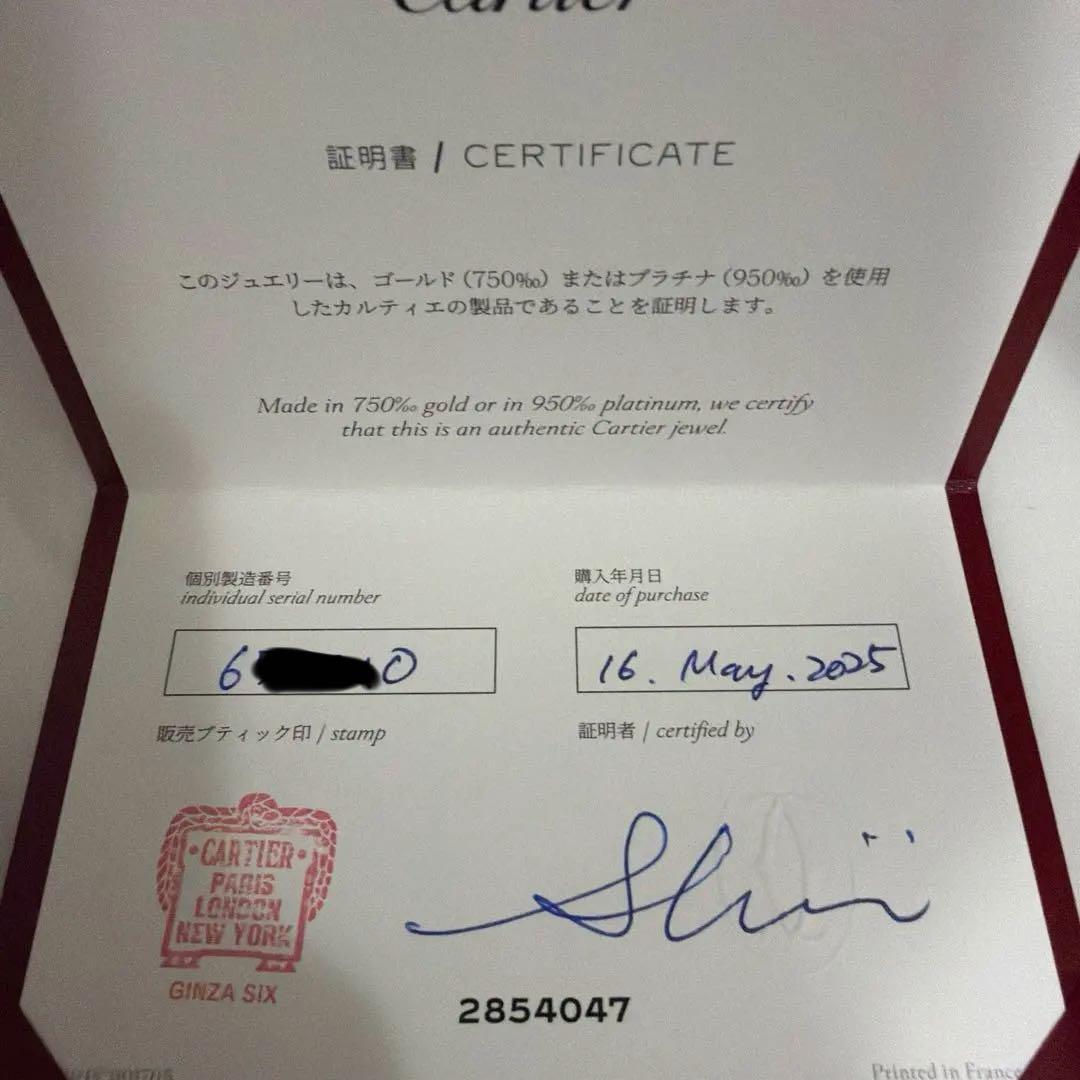 Cartier
証明書 / CERTIFICATE
このジュエリーは、ゴールド（750‰）またはプラチナ（950‰）を使用
したカルティエの製品であることを証明します。
Made in 750‰ gold or in 950‰ platinum, we certify
that this is an authentic Cartier jewel.
個別製造番号
individual serial number
購入年月日
date of purchase
6 0
16. May. 2025
販売ブティック印 / stamp
証明者 / certified by
CARTIER
PARIS
LONDON
NEW YORK
GINZA SIX
2854047
Printed in France